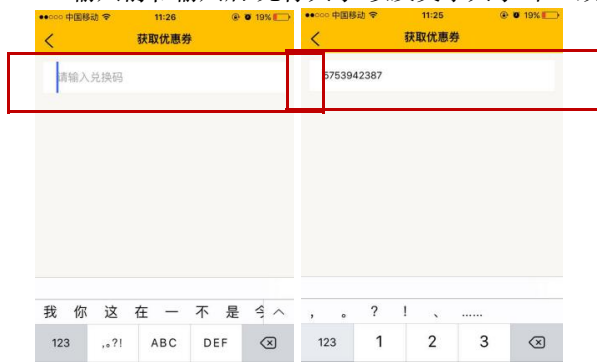 中国移动 11:26 19%
获取优惠券
请输入兑换码
我 你 这 在 一 不 是 今
123 ,。?! ABC DEF
中国移动 11:25 19%
获取优惠券
5753942387
, 。 ? ! 、 ......
123 1 2 3